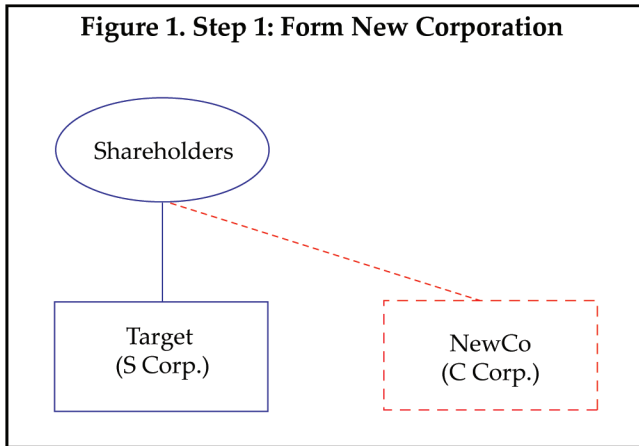 Figure 1. Step 1: Form New Corporation
Shareholders
Target
(S Corp.)
NewCo
(C Corp.)